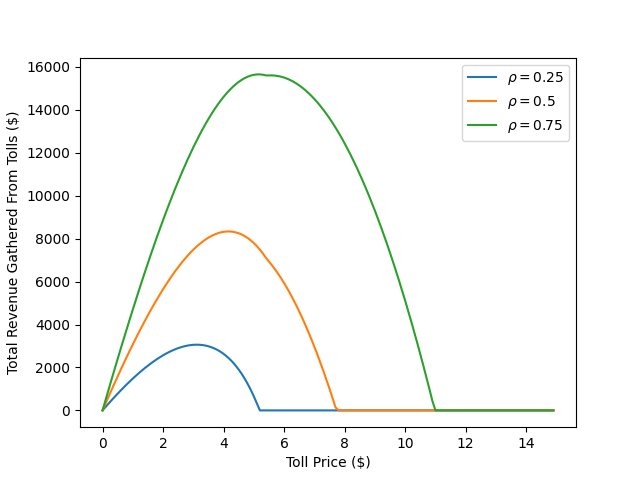 ρ = 0.25
ρ = 0.5
ρ = 0.75
Total Revenue Gathered From Tolls ($)
16000
14000
12000
10000
8000
6000
4000
2000
0
0 2 4 6 8 10 12 14
Toll Price ($)